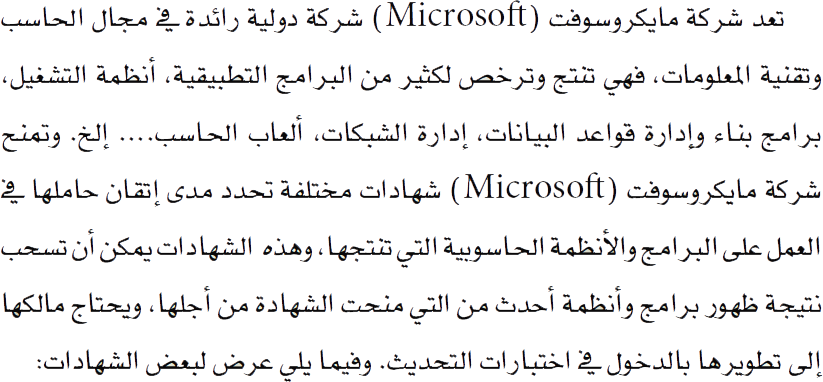 تعد شركة مايكروسوفت (Microsoft) شركة دولية رائدة في مجال الحاسب
وتقنية المعلومات، فهي تنتج وترخص لكثير من البرامج التطبيقية، أنظمة التشغيل،
برامج بناء وإدارة قواعد البيانات، إدارة الشبكات، ألعاب الحاسب.... إلخ. وتمنح
شركة مايكروسوفت (Microsoft) شهادات مختلفة تحدد مدى إتقان حاملها في
العمل على البرامج والأنظمة الحاسوبية التي تنتجها، وهذه الشهادات يمكن أن تسحب
نتيجة ظهور برامج وأنظمة أحدث من التي منحت الشهادة من أجلها، ويحتاج مالكها
إلى تطويرها بالدخول في اختبارات التحديث. وفيما يلي عرض لبعض الشهادات: